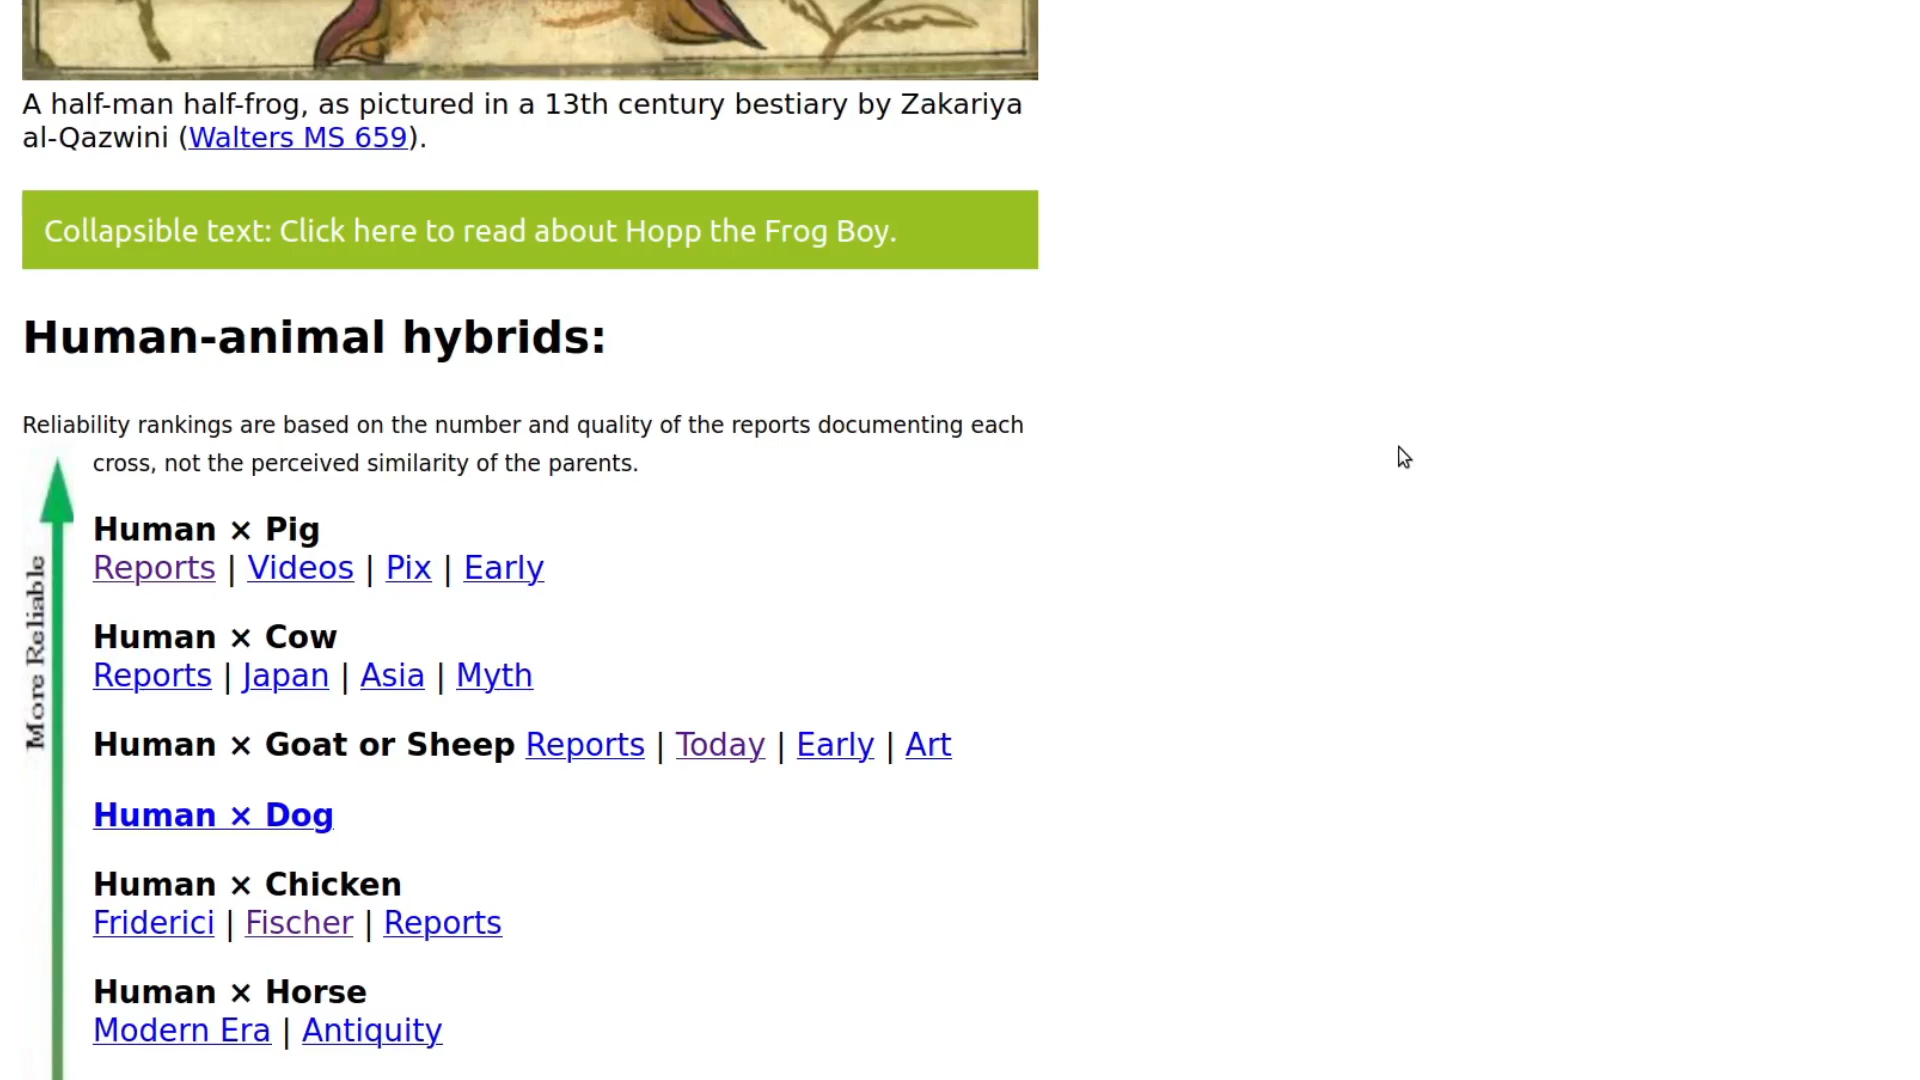 A half-man half-frog, as pictured in a 13th century bestiary by Zakariya
al-Qazwini (Walters MS 659).
Collapsible text: Click here to read about Hopp the Frog Boy.
Human-animal hybrids:
Reliability rankings are based on the number and quality of the reports documenting each
cross, not the perceived similarity of the parents.
More Reliable
Human × Pig
Reports | Videos | Pix | Early
Human × Cow
Reports | Japan | Asia | Myth
Human × Goat or Sheep Reports | Today | Early | Art
Human × Dog
Human × Chicken
Friderici | Fischer | Reports
Human × Horse
Modern Era | Antiquity